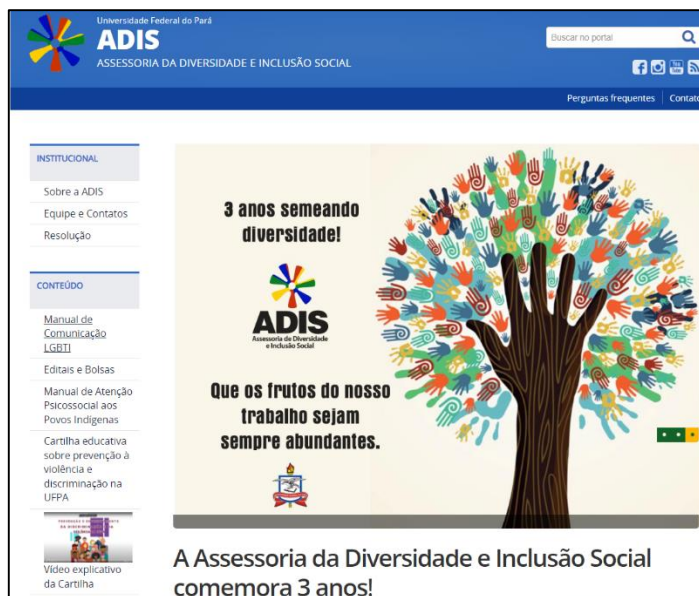 Universidade Federal do Pará
ADIS
ASSESSORIA DA DIVERSIDADE E INCLUSÃO SOCIAL
Buscar no portal
Perguntas frequentes
Contato
INSTITUCIONAL
Sobre a ADIS
Equipe e Contatos
Resolução
CONTEÚDO
Manual de
Comunicação
LGBTI
Editais e Bolsas
Manual de Atenção
Psicossocial aos
Povos Indígenas
Cartilha educativa
sobre prevenção à
violência e
discriminação na
UFPA
Vídeo explicativo
da Cartilha
3 anos semeando
diversidade!
ADIS
Assessoria de Diversidade
e Inclusão Social
Que os frutos do nosso
trabalho sejam
sempre abundantes.
A Assessoria da Diversidade e Inclusão Social
comemora 3 anos!